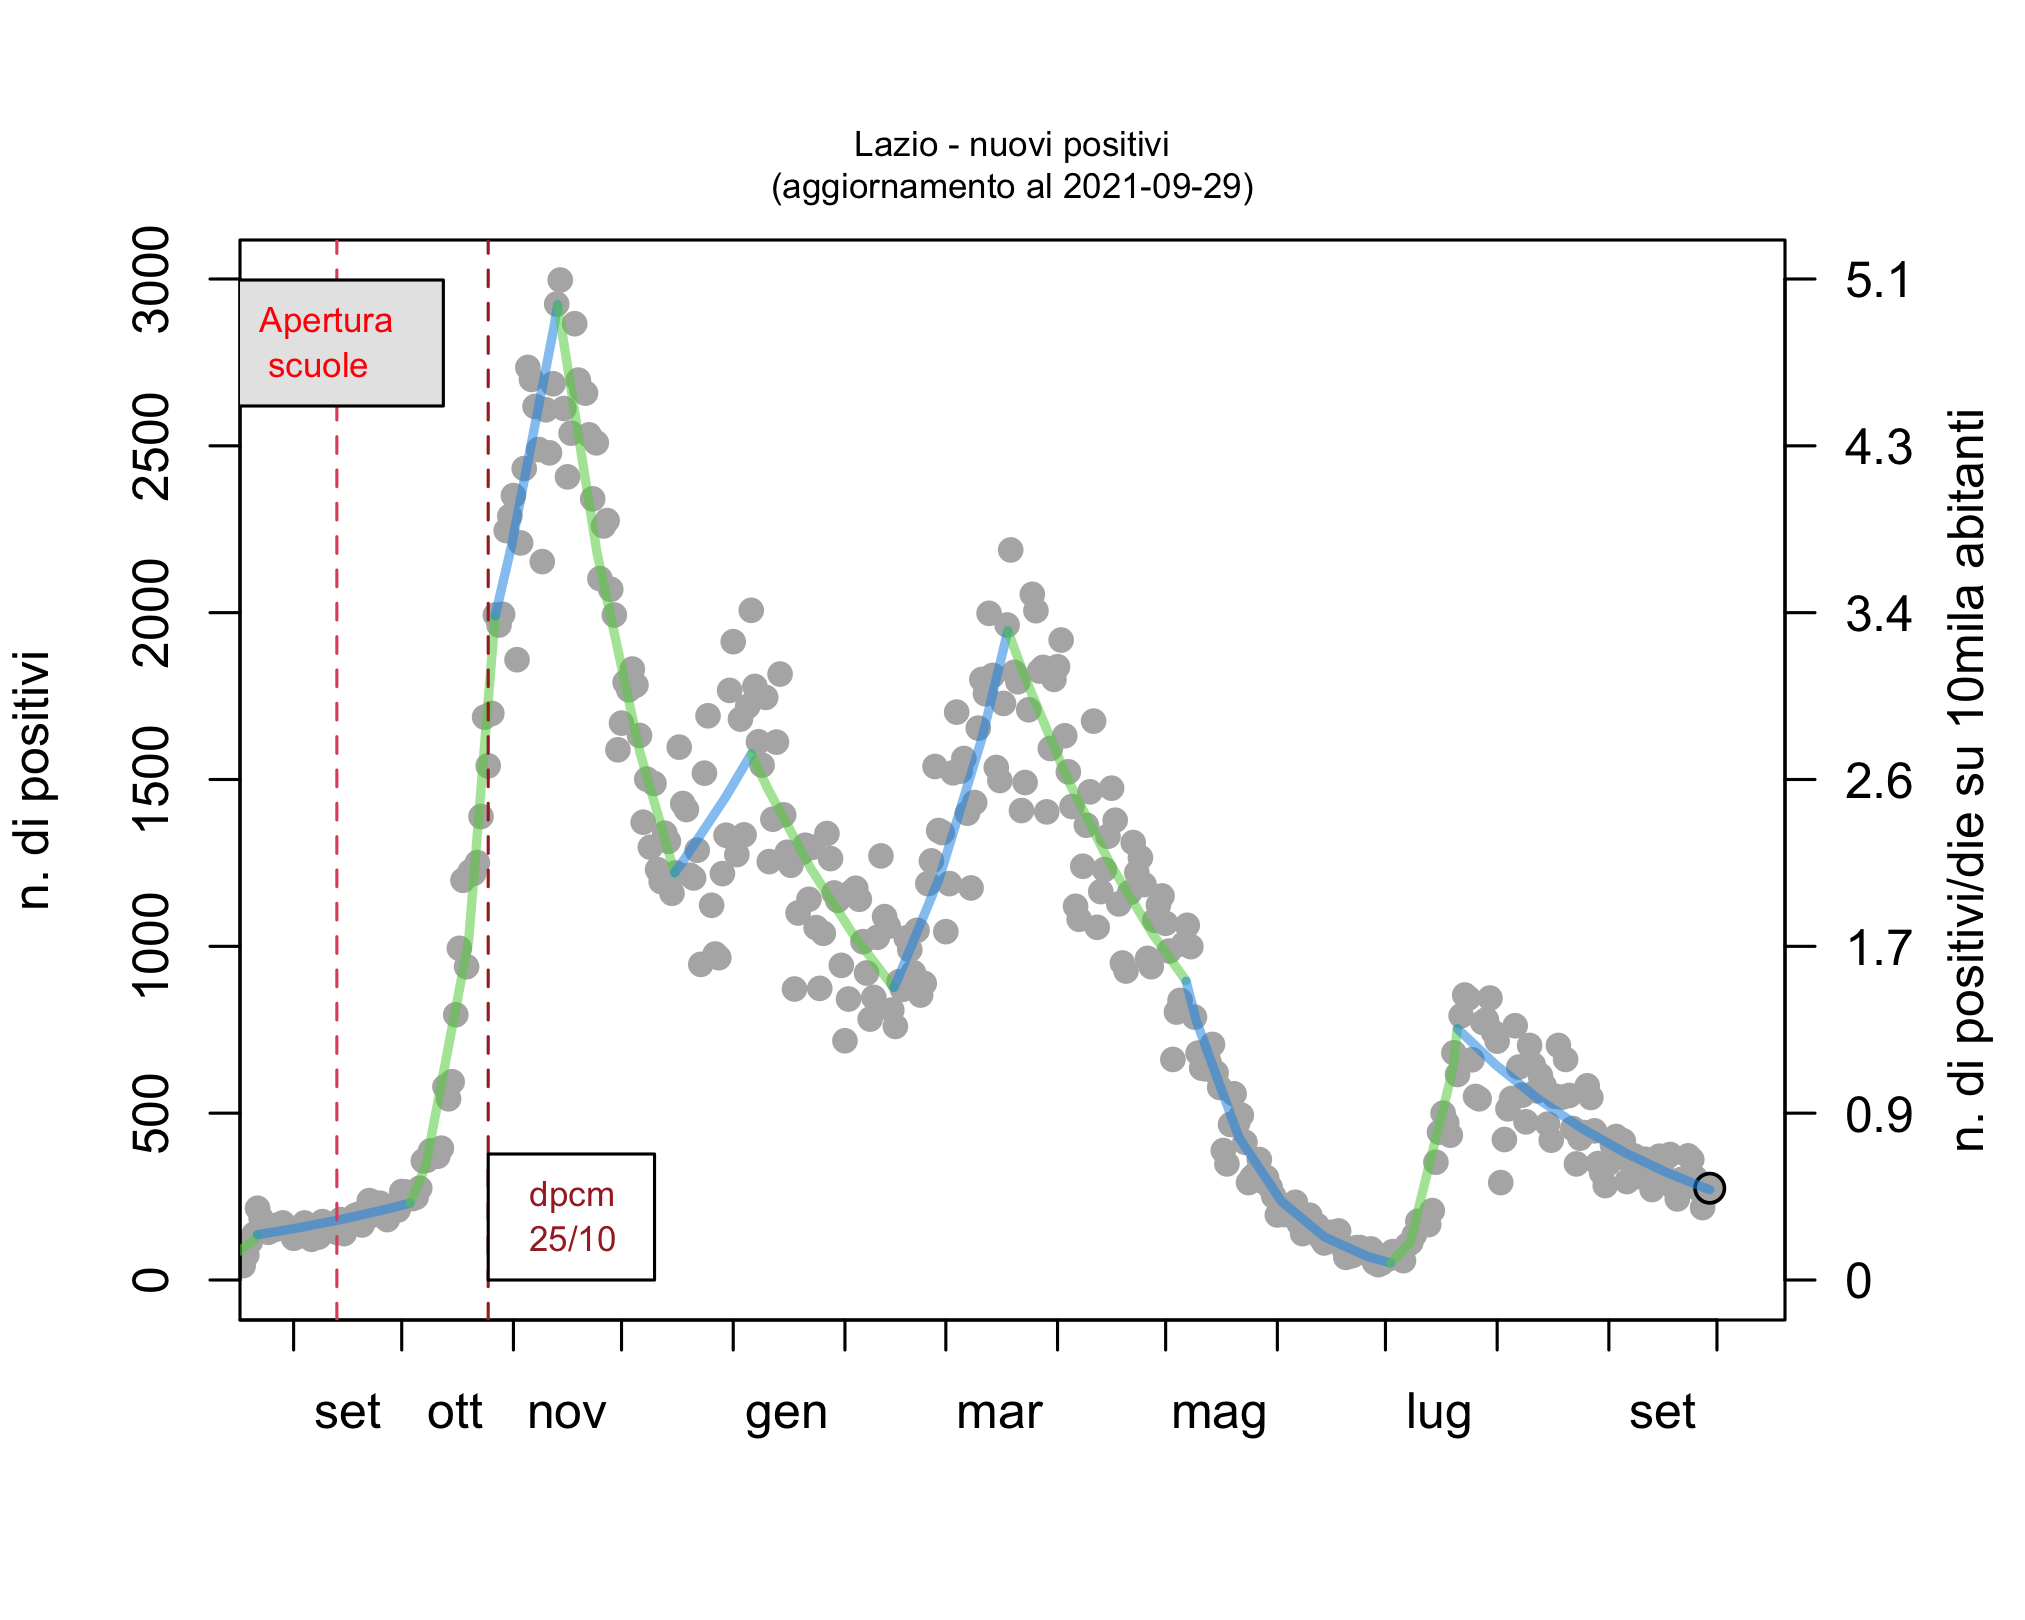 Lazio - nuovi positivi
(aggiornamento al 2021-09-29)
n. di positivi
3000
2500
2000
1500
1000
500
0
Apertura
scuole
dpcm
25/10
5.1
4.3
3.4
2.6
1.7
0.9
0
n. di positivi/die su 10mila abitanti
set ott nov gen mar mag lug set